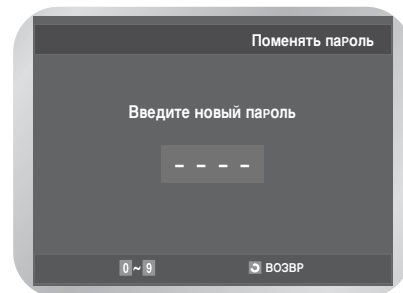 Поменять пароль
Введите новый пароль
– – – –
0 ~ 9 ВОЗВР